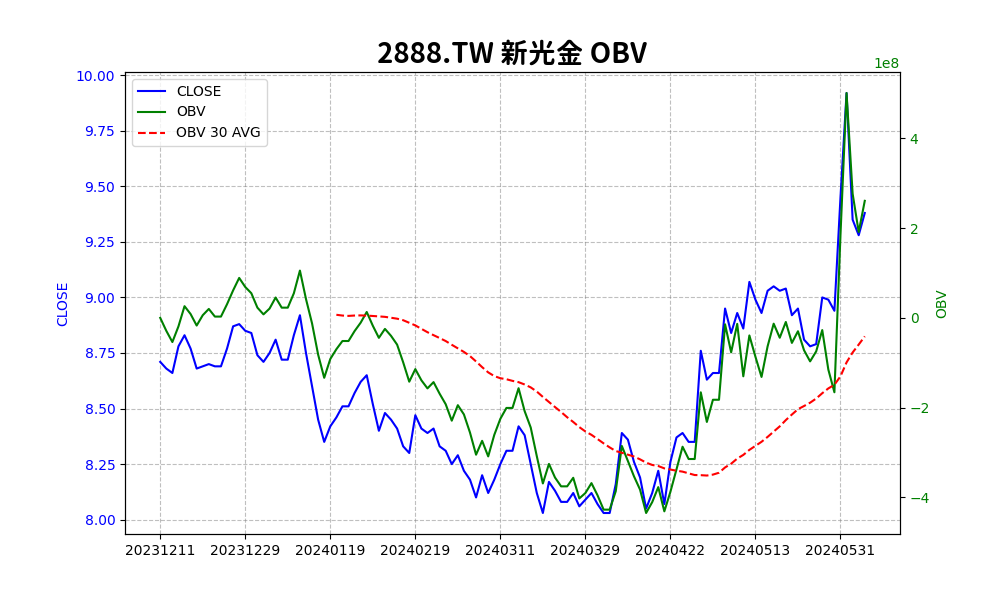 2888.TW 新光金 OBV
1e8
CLOSE
OBV
OBV 30 AVG
10.00
9.75
9.50
9.25
9.00
8.75
8.50
8.25
8.00
CLOSE
4
2
0
−2
−4
OBV
20231211 20231229 20240119 20240219 20240311 20240329 20240422 20240513 20240531